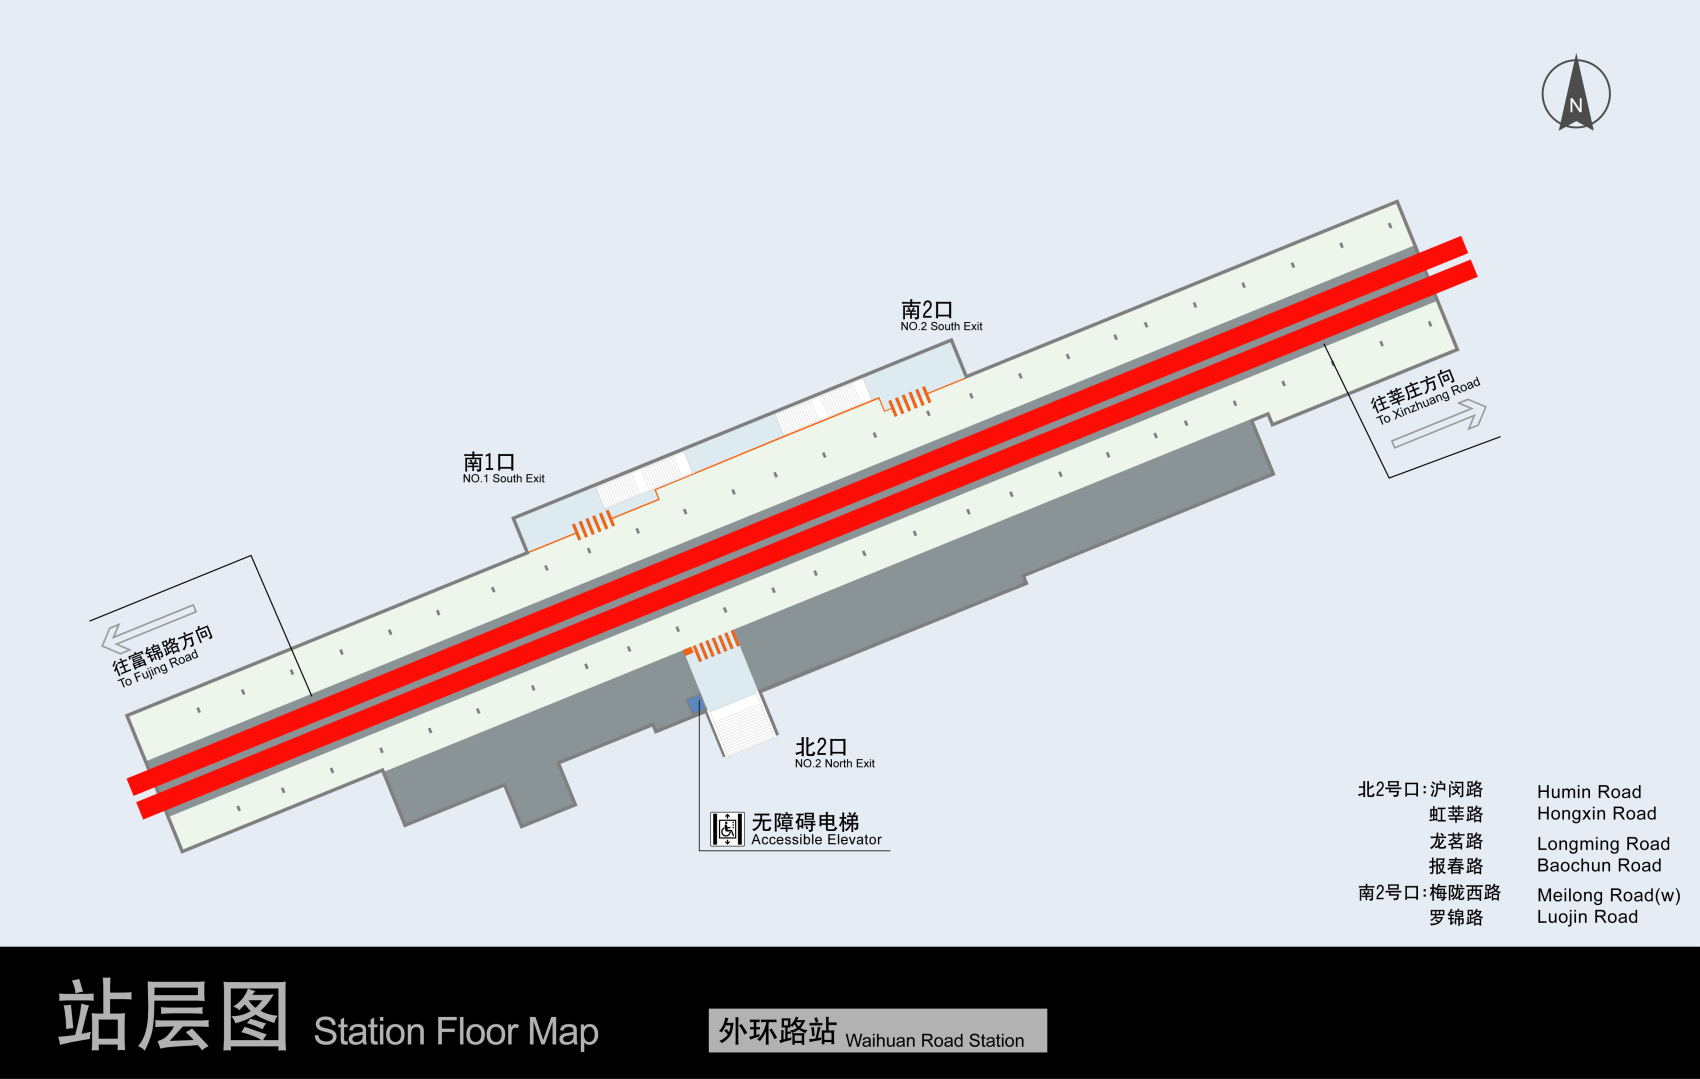 N
南2口
NO.2 South Exit
南1口
NO.1 South Exit
往莘庄方向
To Xinzhuang Road
往富锦路方向
To Fujing Road
北2口
NO.2 North Exit
无障碍电梯
Accessible Elevator
北2号口:沪闵路 Humin Road
虹莘路 Hongxin Road
龙茗路 Longming Road
报春路 Baochun Road
南2号口:梅陇西路 Meilong Road(w)
罗锦路 Luojin Road
站层图 Station Floor Map
外环路站 Waihuan Road Station